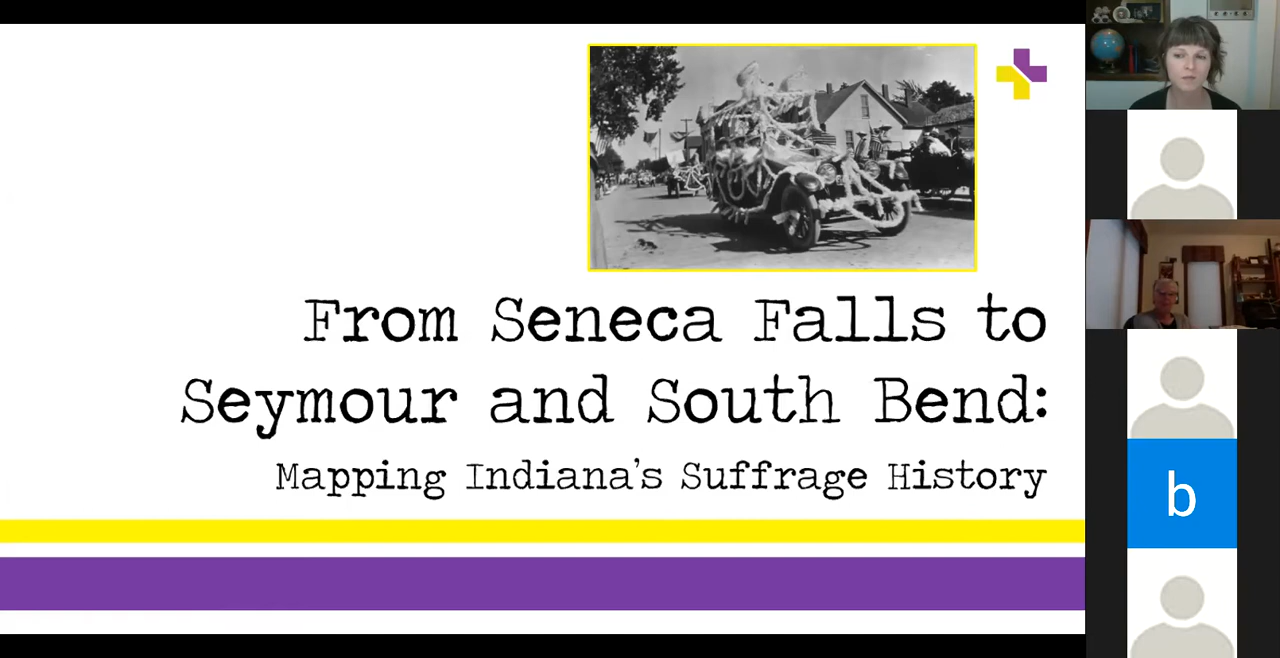 From Seneca Falls to
Seymour and South Bend:
Mapping Indiana's Suffrage History
b